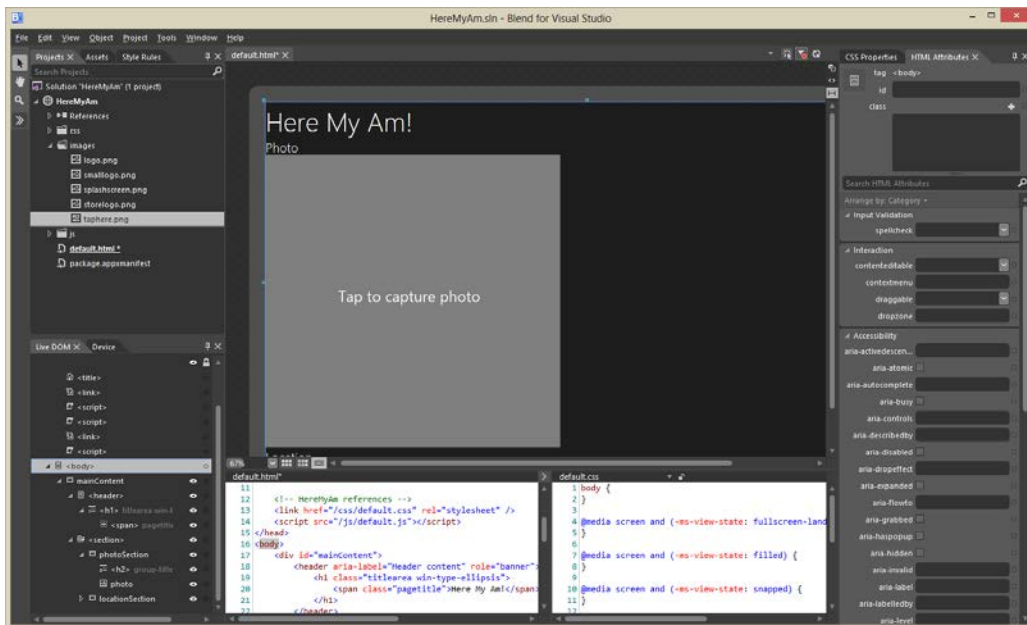 HereMyAm.sln - Blend for Visual Studio
File Edit View Object Project Tools Window Help
Projects Assets Style Rules
Search Projects
Solution "HereMyAm" (1 project)
HereMyAm
References
css
images
logo.png
smalllogo.png
splashscreen.png
storelogo.png
taphere.png
js
default.html *
package.appxmanifest
Live DOM Device
<title>
<link>
<script>
<script>
<link>
<script>
<body>
mainContent
<header>
<h1> titlearea win-t
<span> pagetitle
<section>
photoSection
<h2> group-title
photo
locationSection
default.html*
Here My Am!
Photo
Tap to capture photo
67%
default.html*
11
12 <!-- HereMyAm references -->
13 <link href="/css/default.css" rel="stylesheet" />
14 <script src="/js/default.js"></script>
15 </head>
16 <body>
17 <div id="mainContent">
18 <header aria-label="Header content" role="banner">
19 <h1 class="titlearea win-type-ellipsis">
20 <span class="pagetitle">Here My Am!</span>
21 </h1>
22 </header>
default.css
1 body {
2 }
3
4 @media screen and (-ms-view-state: fullscreen-land
5 }
6
7 @media screen and (-ms-view-state: filled) {
8 }
9
10 @media screen and (-ms-view-state: snapped) {
11 }
12
CSS Properties HTML Attributes
tag <body>
id
class
Search HTML Attributes
Arrange by: Category
Input Validation
spellcheck
Interaction
contenteditable
contextmenu
draggable
dropzone
Accessibility
aria-activedescen...
aria-atomic
aria-autocomplete
aria-busy
aria-controls
aria-describedby
aria-disabled
aria-dropeffect
aria-expanded
aria-flowto
aria-grabbed
aria-haspopup
aria-hidden
aria-invalid
aria-label
aria-labelledby
aria-level